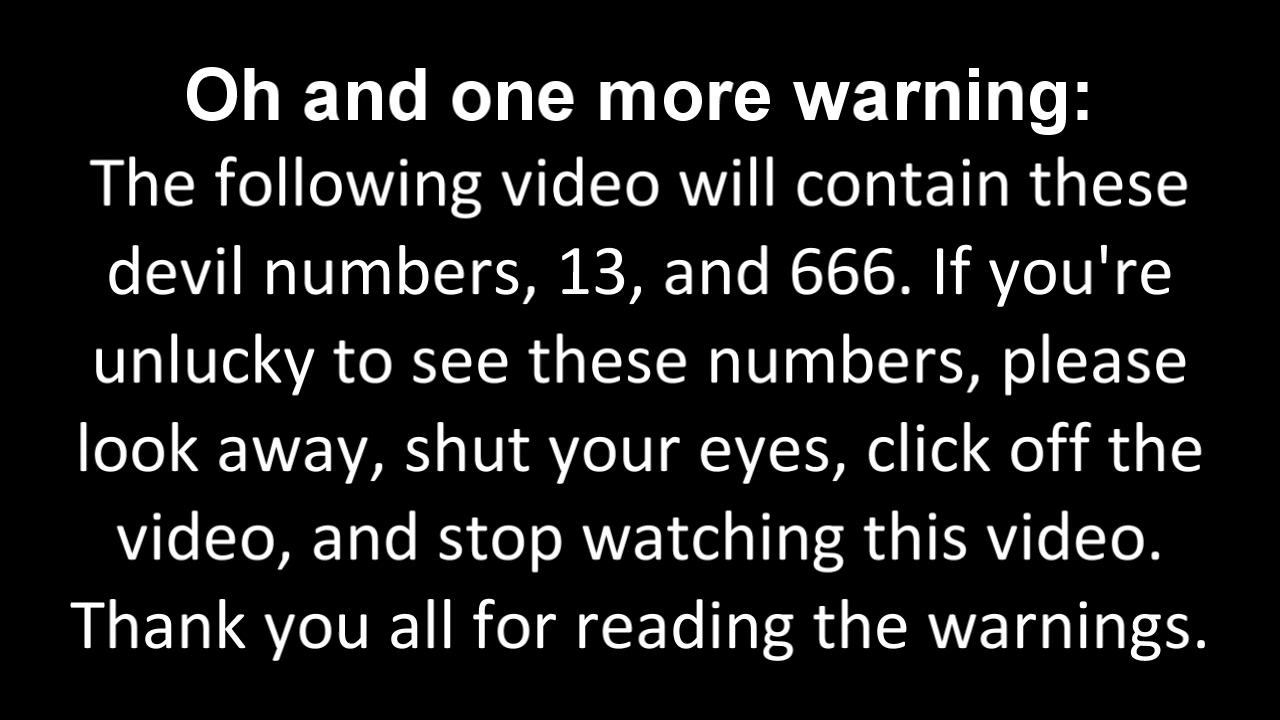 Oh and one more warning:
The following video will contain these
devil numbers, 13, and 666. If you're
unlucky to see these numbers, please
look away, shut your eyes, click off the
video, and stop watching this video.
Thank you all for reading the warnings.